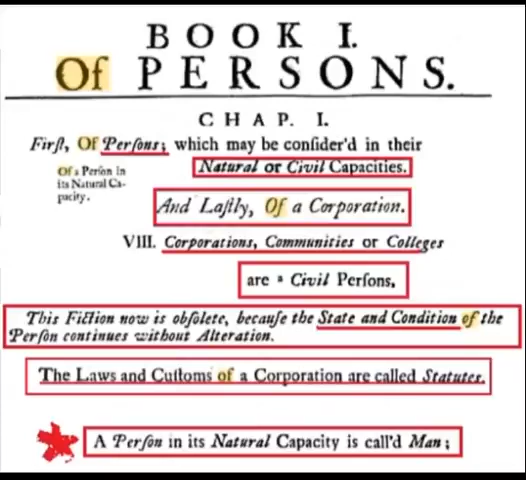 BOOK I.
Of PERSONS.
CHAP. I.
Firſt, Of Perſons; which may be conſider'd in their
Natural or Civil Capacities.
Of a Perſon in
its Natural Ca-
pacity.
And Laſtly, Of a Corporation.
VIII. Corporations, Communities or Colleges
are a Civil Perſons,
This Fiction now is obſolete, becauſe the State and Condition of the
Perſon continues without Alteration.
The Laws and Cuſtoms of a Corporation are called Statutes.
A Perſon in its Natural Capacity is call'd Man;